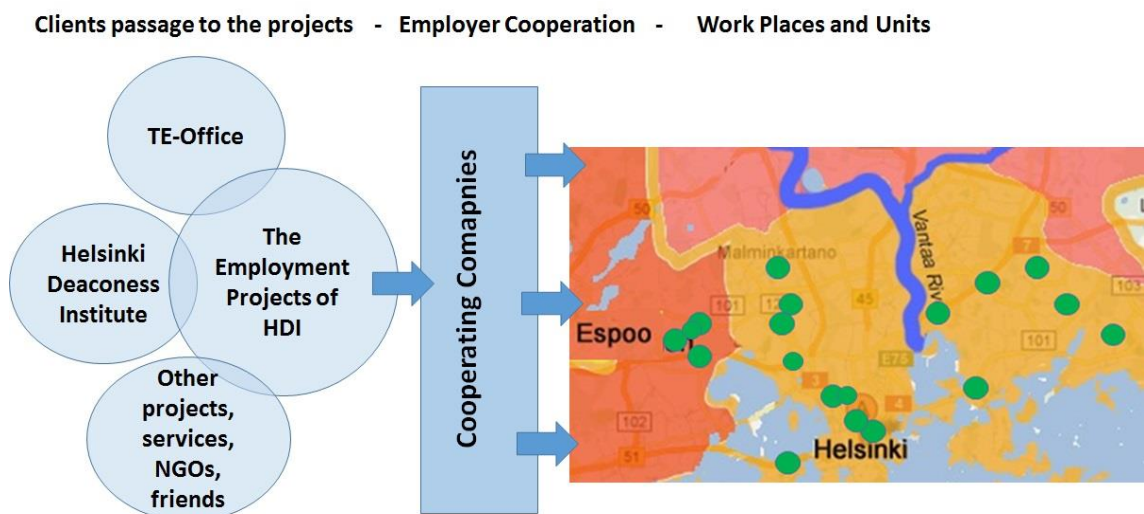 Clients passage to the projects - Employer Cooperation - Work Places and Units
TE-Office
Helsinki
Deaconess
Institute
The
Employment
Projects of
HDI
Other
projects,
services,
NGOs,
friends
Cooperating Comapnies
50
50
Malminkartano
Vantaa
7
103
101
45
Espoo
E75
101
3
4
102
51
Helsinki